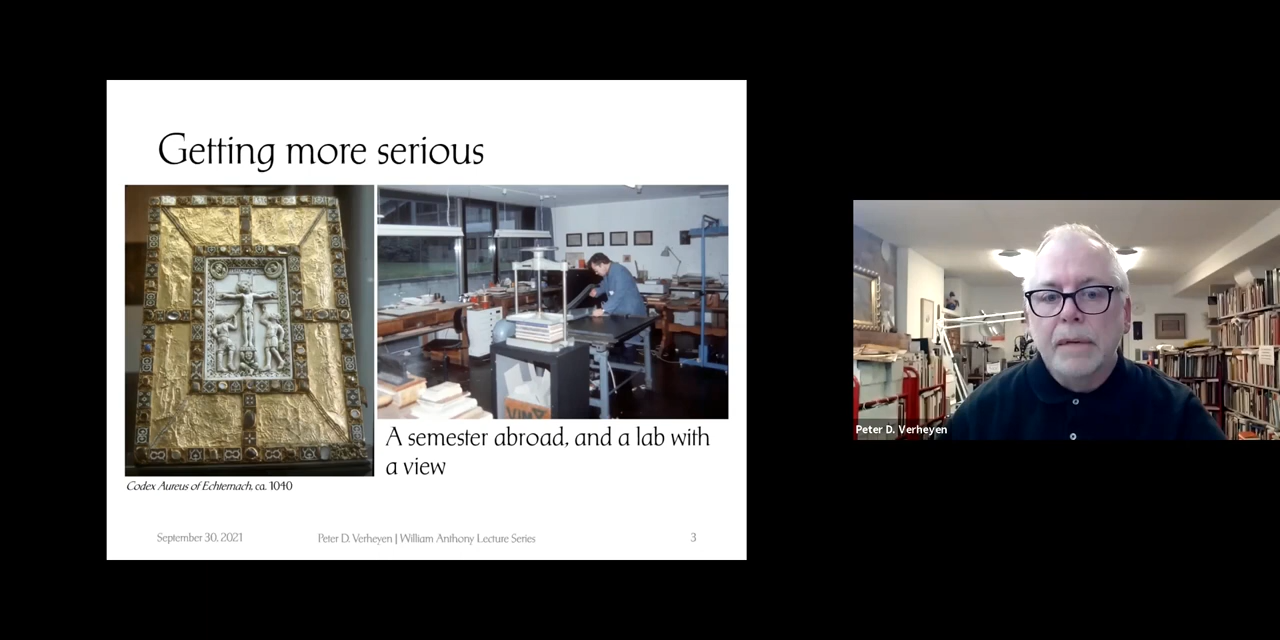 Getting more serious
A semester abroad, and a lab with
a view
Codex Aureus of Echternach, ca. 1040
September 30, 2021
Peter D. Verheyen | William Anthony Lecture Series
3
Peter D. Verheyen